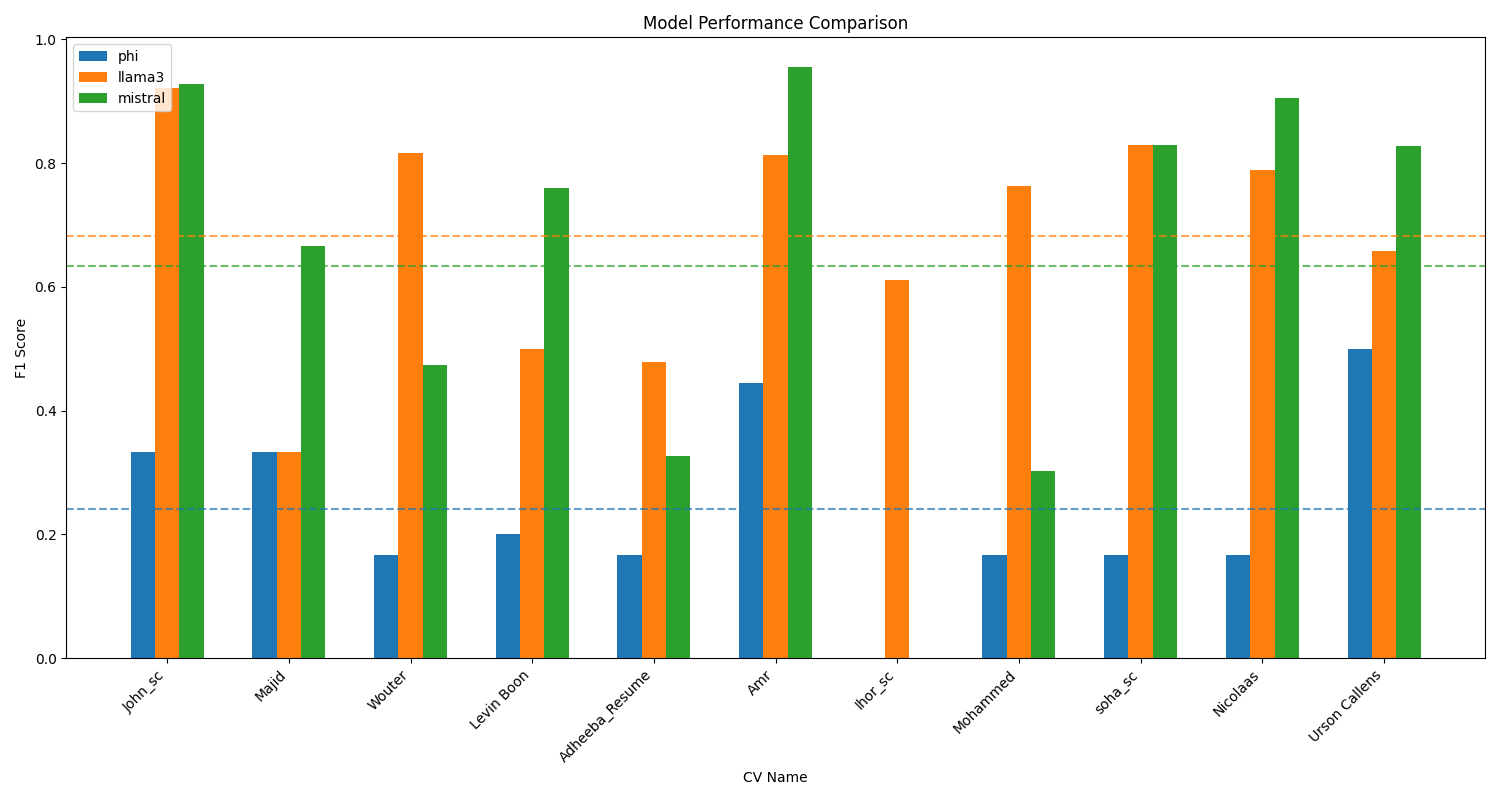 Model Performance Comparison
phi
llama3
mistral
F1 Score
1.0
0.8
0.6
0.4
0.2
0.0
John_sc
Majid
Wouter
Levin Boon
Adheeba_Resume
Amr
Ihor_sc
Mohammed
soha_sc
Nicolaas
Urson Callens
CV Name